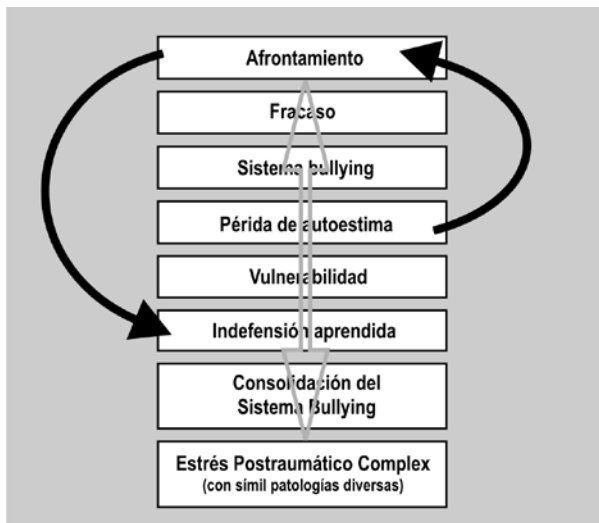 Afrontamiento
Fracaso
Sistema bullying
Périda de autoestima
Vulnerabilidad
Indefensión aprendida
Consolidación del
Sistema Bullying
Estrés Postraumático Complex
(con símil patologías diversas)